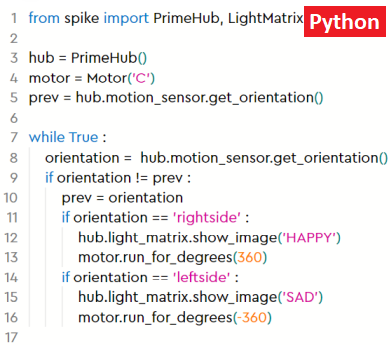 1 from spike import PrimeHub, LightMatrix Python
2
3 hub = PrimeHub()
4 motor = Motor('C')
5 prev = hub.motion_sensor.get_orientation()
6
7 while True :
8 orientation =  hub.motion_sensor.get_orientation()
9 if orientation != prev :
10 prev = orientation
11 if orientation == 'rightside' :
12 hub.light_matrix.show_image('HAPPY')
13 motor.run_for_degrees(360)
14 if orientation == 'leftside' :
15 hub.light_matrix.show_image('SAD')
16 motor.run_for_degrees(-360)
17